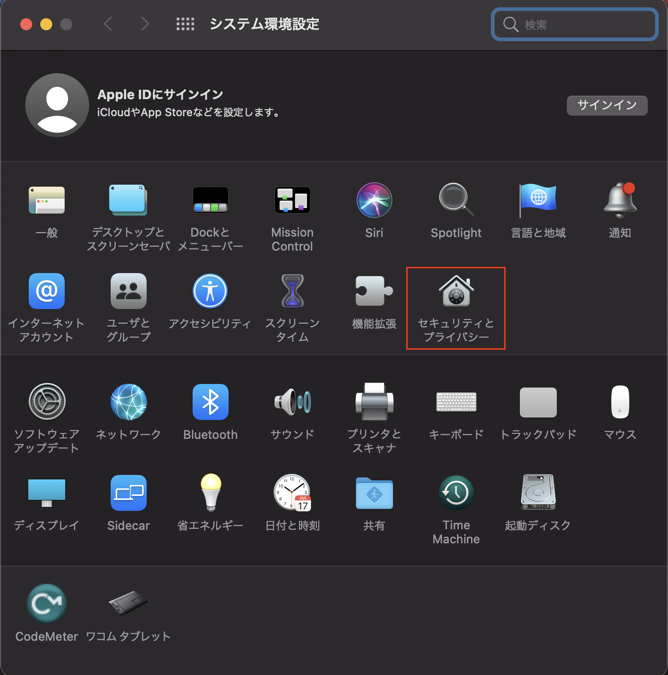 システム環境設定
検索
Apple IDにサインイン
iCloudやApp Storeなどを設定します。
サインイン
一般
デスクトップと
スクリーンセーバ
Dockと
メニューバー
Mission
Control
Siri
Spotlight
言語と地域
通知
インターネット
アカウント
ユーザと
グループ
アクセシビリティ
スクリーン
タイム
機能拡張
セキュリティと
プライバシー
ソフトウェア
アップデート
ネットワーク
Bluetooth
サウンド
プリンタと
スキャナ
キーボード
トラックパッド
マウス
ディスプレイ
Sidecar
省エネルギー
日付と時刻
共有
Time
Machine
起動ディスク
CodeMeter
ワコム タブレット